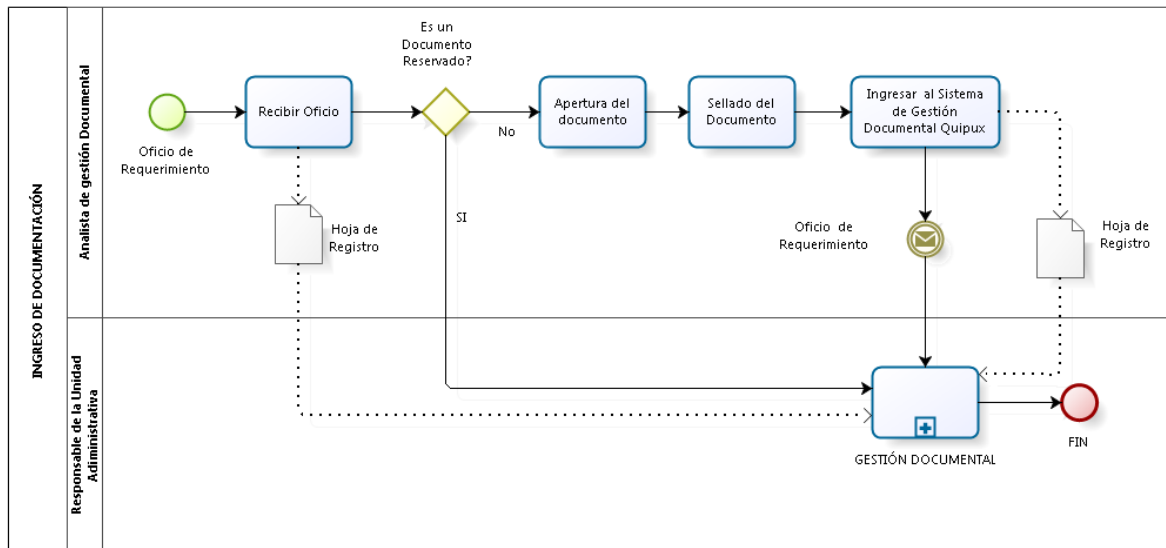 INGRESO DE DOCUMENTACIÓN
Analista de gestión Documental
Es un
Documento
Reservado?
Oficio de
Requerimiento
Recibir Oficio
No
Apertura del
documento
Sellado del
Documento
Ingresar al Sistema
de Gestión
Documental Quipux
SI
Hoja de
Registro
Oficio de
Requerimiento
Hoja de
Registro
Responsable de la Unidad
Adiministrativa
GESTIÓN DOCUMENTAL
FIN